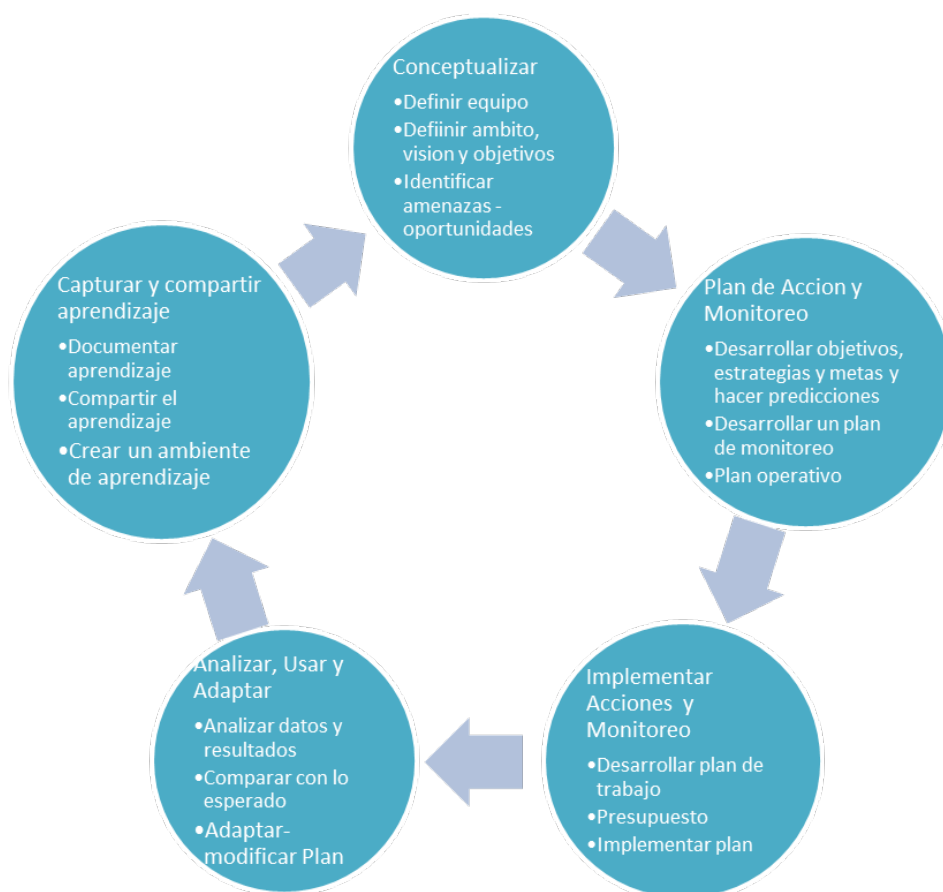 Conceptualizar
•Definir equipo
•Defiinir ambito,
vision y objetivos
•Identificar
amenazas -
oportunidades
Plan de Accion y
Monitoreo
•Desarrollar objetivos,
estrategias y metas y
hacer predicciones
•Desarrollar un plan
de monitoreo
•Plan operativo
Implementar
Acciones y
Monitoreo
•Desarrollar plan de
trabajo
•Presupuesto
•Implementar plan
Analizar, Usar y
Adaptar
•Analizar datos y
resultados
•Comparar con lo
esperado
•Adaptar-
modificar Plan
Capturar y compartir
aprendizaje
•Documentar
aprendizaje
•Compartir el
aprendizaje
•Crear un ambiente
de aprendizaje